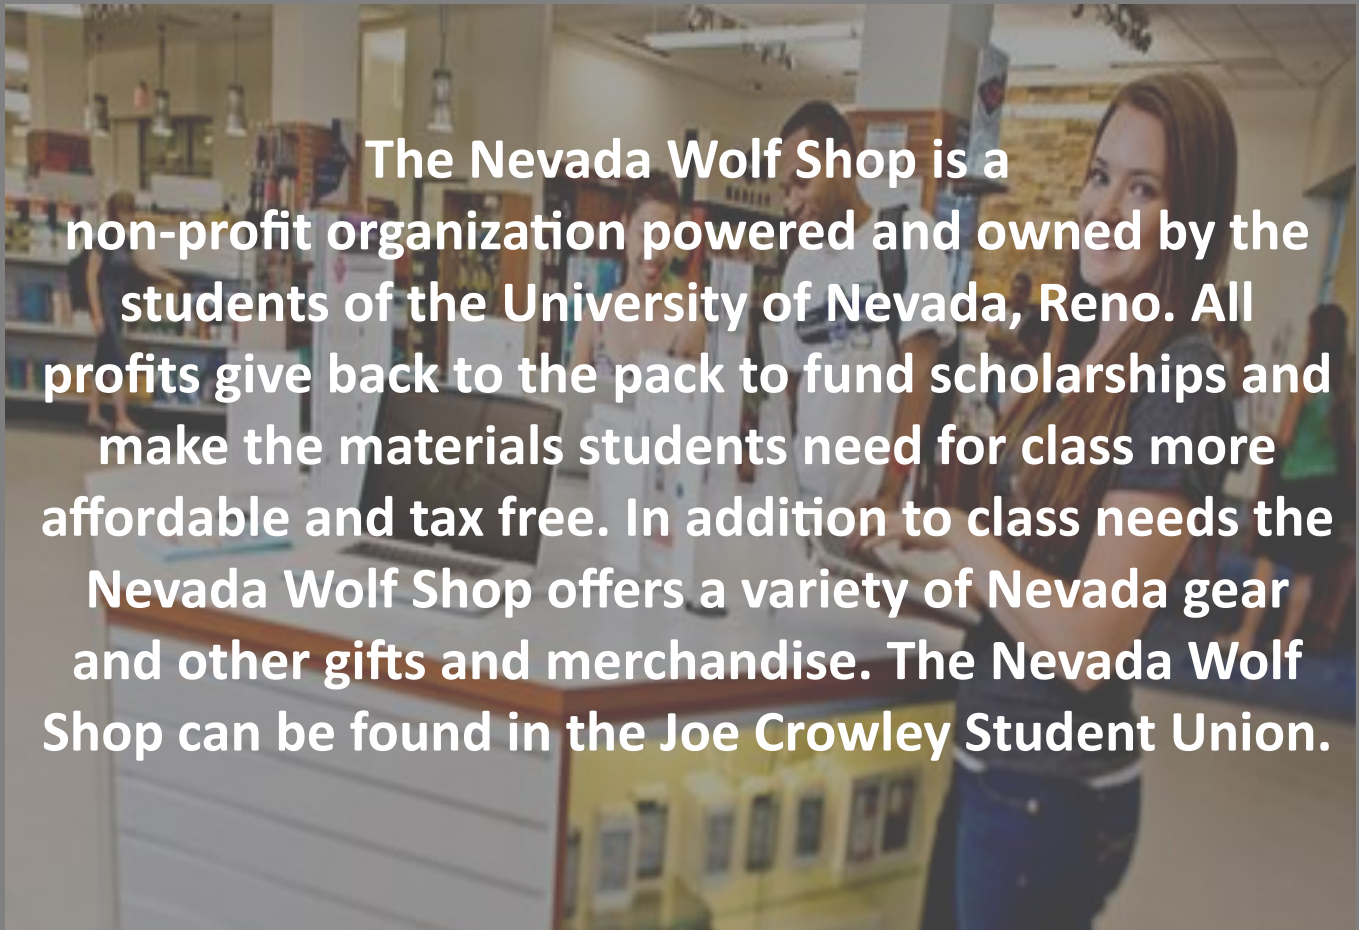 The Nevada Wolf Shop is a
non-profit organization powered and owned by the
students of the University of Nevada, Reno. All
profits give back to the pack to fund scholarships and
make the materials students need for class more
affordable and tax free. In addition to class needs the
Nevada Wolf Shop offers a variety of Nevada gear
and other gifts and merchandise. The Nevada Wolf
Shop can be found in the Joe Crowley Student Union.